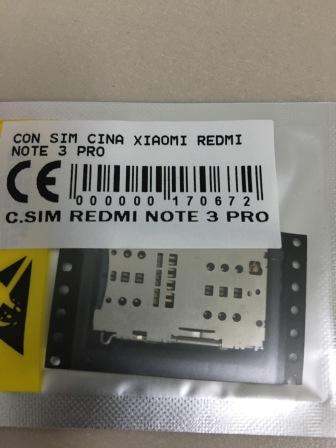 CON SIM CINA XIAOMI REDMI
NOTE 3 PRO
CE
000000 170672
C.SIM REDMI NOTE 3 PRO